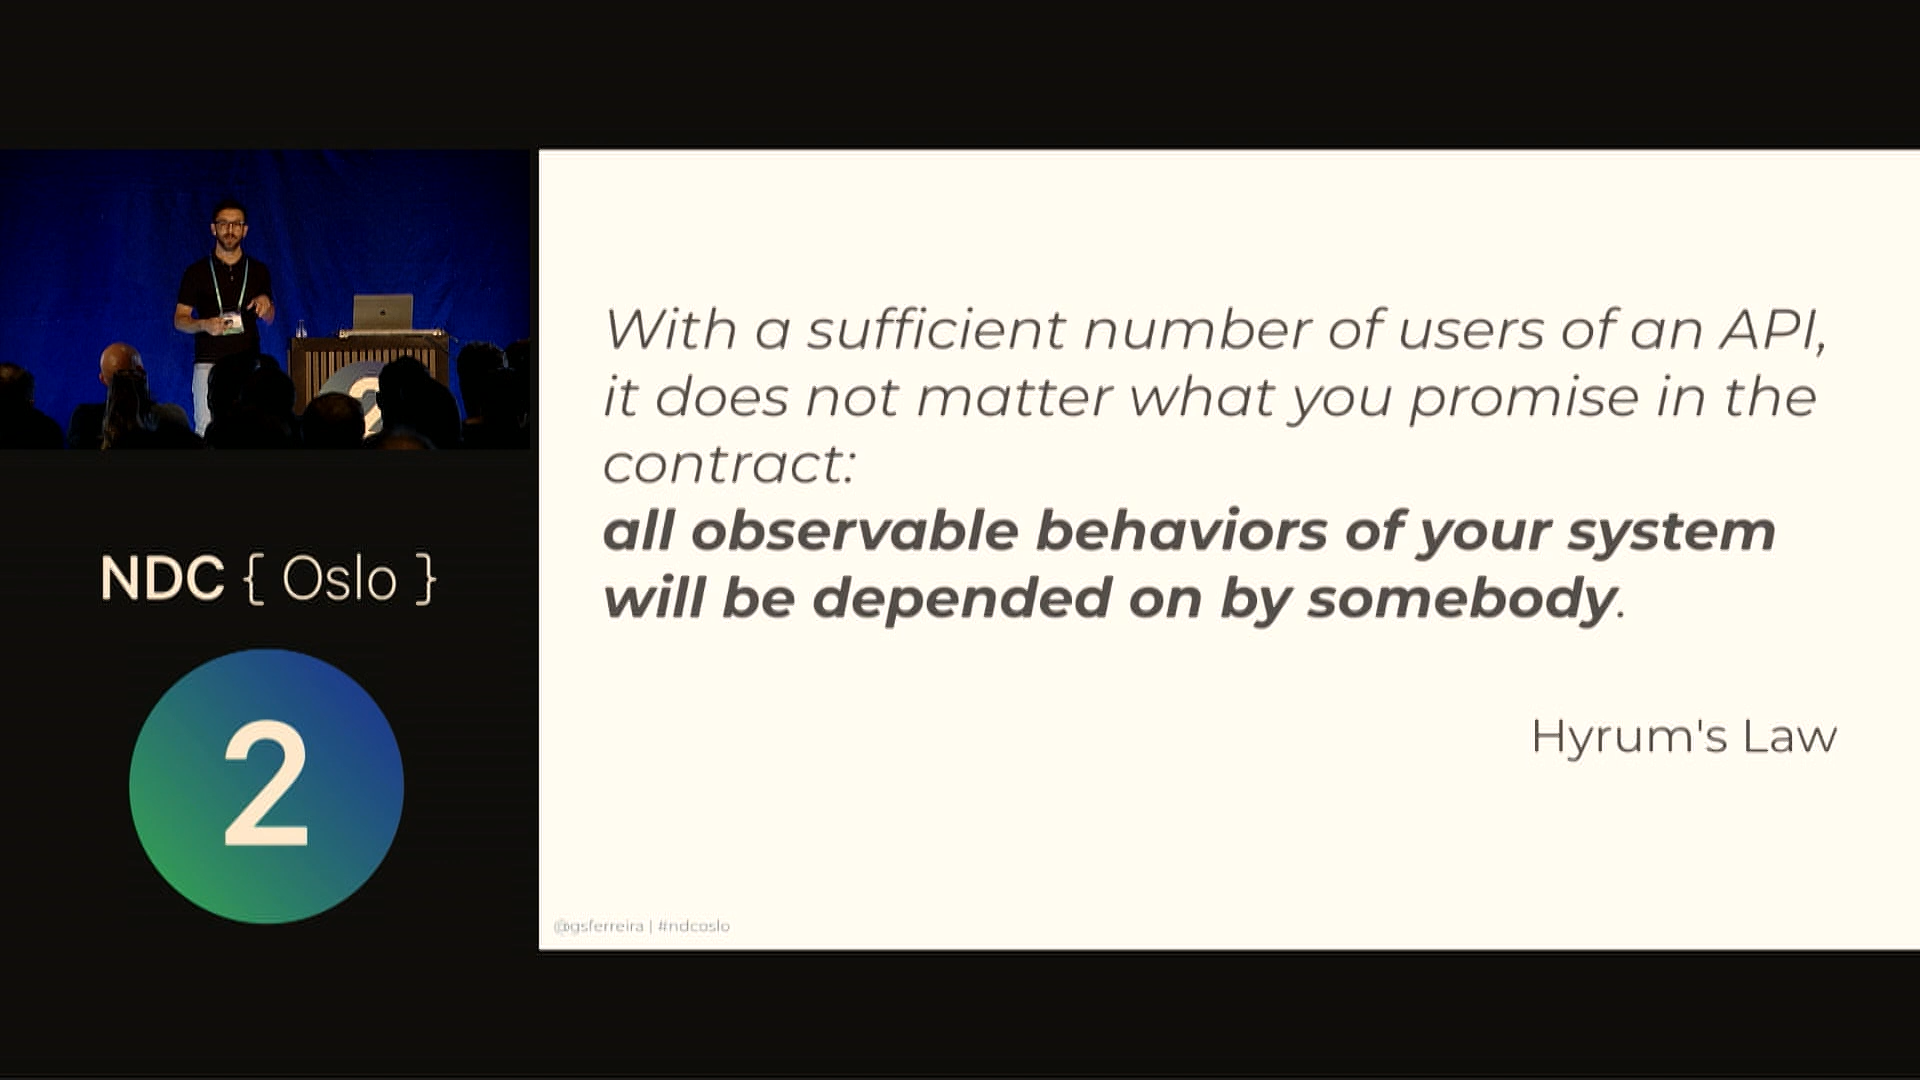 With a sufficient number of users of an API,
it does not matter what you promise in the
contract:
all observable behaviors of your system
will be depended on by somebody.
Hyrum's Law
@gsferreira | #ndcoslo
NDC { Oslo }
2
2